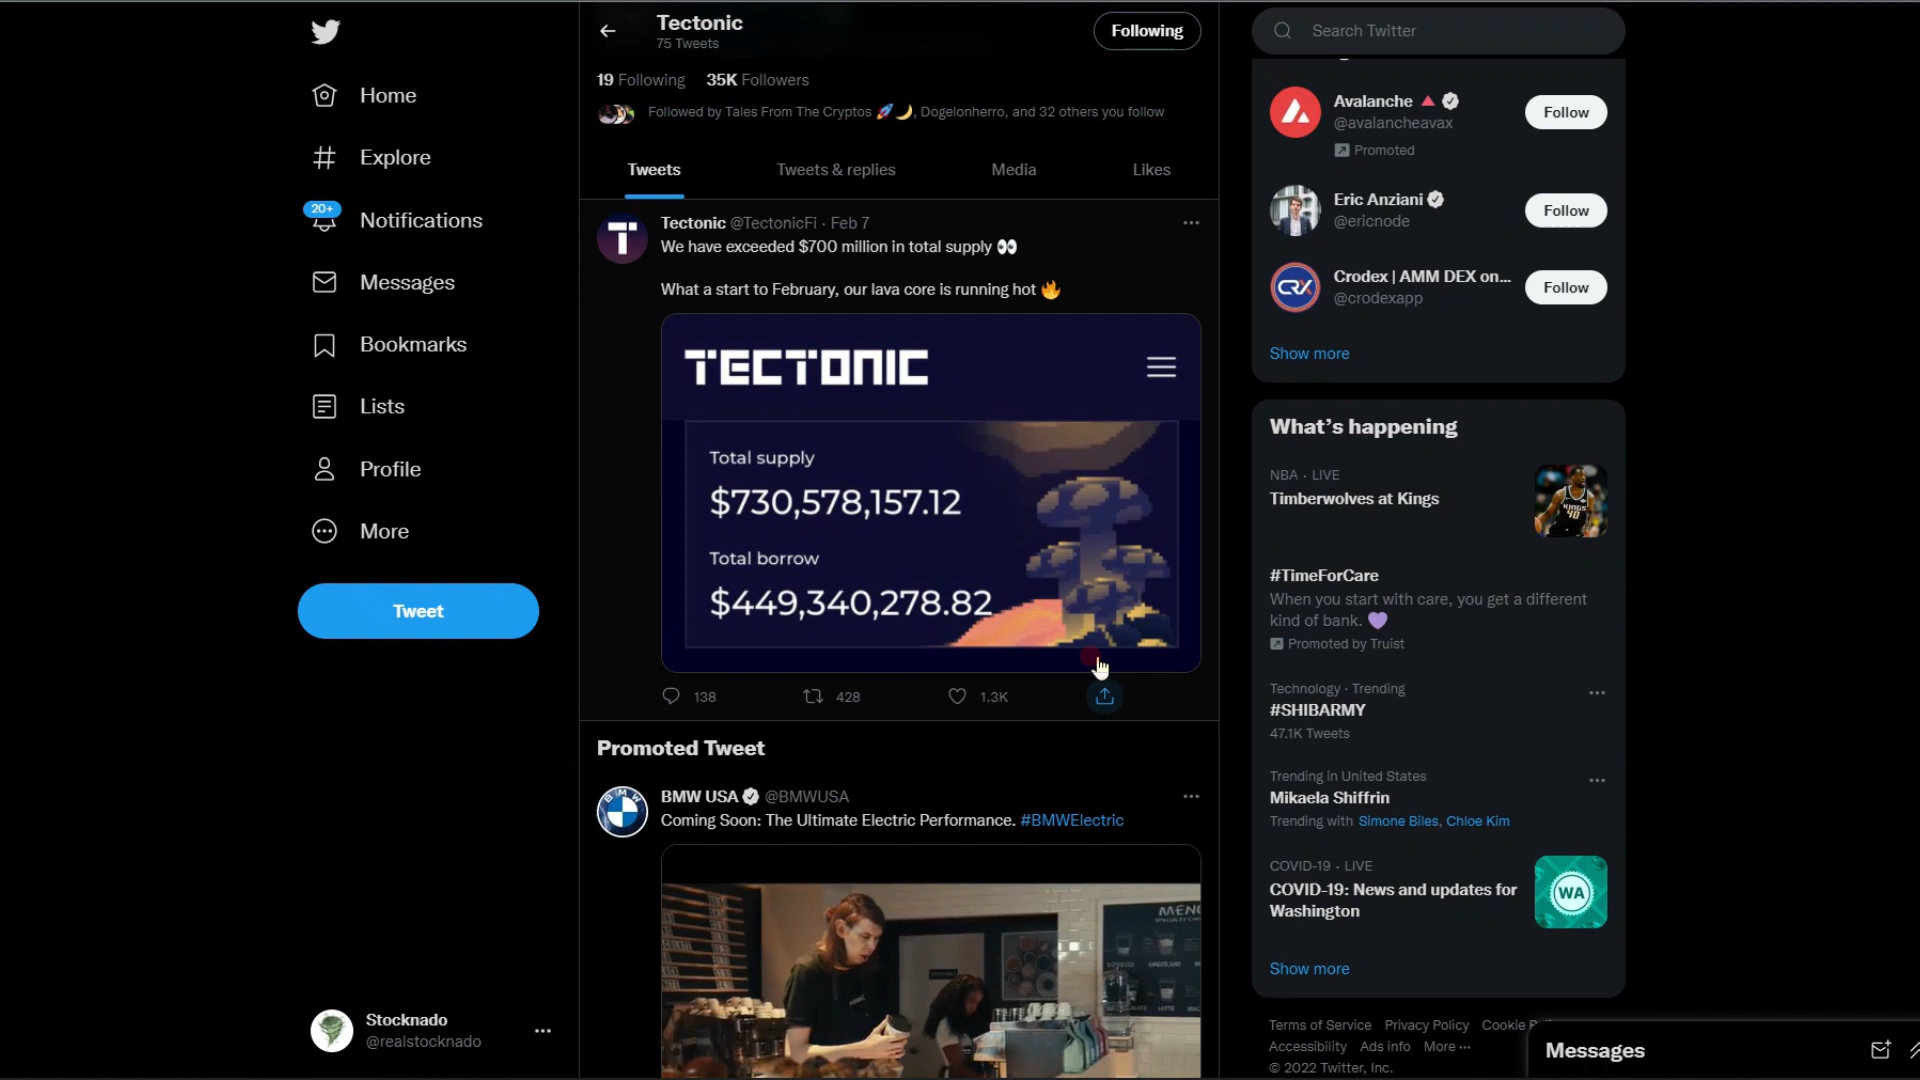 Home
Explore
20+
Notifications
Messages
Bookmarks
Lists
Profile
More
Tweet
Stocknado
@realstocknado
Tectonic
75 Tweets
Following
19 Following 35K Followers
Followed by Tales From The Cryptos 🚀🌙, Dogelonherro, and 32 others you follow
Tweets Tweets & replies Media Likes
Tectonic @TectonicFi · Feb 7
We have exceeded $700 million in total supply 👀
What a start to February, our lava core is running hot 🔥
TECTONIC
Total supply
$730,578,157.12
Total borrow
$449,340,278.82
138 428 1.3K
Promoted Tweet
BMW USA @BMWUSA
Coming Soon: The Ultimate Electric Performance. #BMWElectric
BMW
MENU
Search Twitter
Avalanche 🔺
@avalancheavax
Follow
Promoted
Eric Anziani
@ericnode
Follow
CRX
Crodex | AMM DEX on...
@crodexapp
Follow
Show more
What's happening
NBA · LIVE
Timberwolves at Kings
KINGS
40
#TimeForCare
When you start with care, you get a different
kind of bank. 💜
Promoted by Truist
Technology · Trending
#SHIBARMY
47.1K Tweets
Trending in United States
Mikaela Shiffrin
Trending with Simone Biles, Chloe Kim
COVID-19 · LIVE
COVID-19: News and updates for
Washington
WA
Show more
Terms of Service Privacy Policy Cookie
Accessibility Ads info More ···
© 2022 Twitter, Inc.
Messages